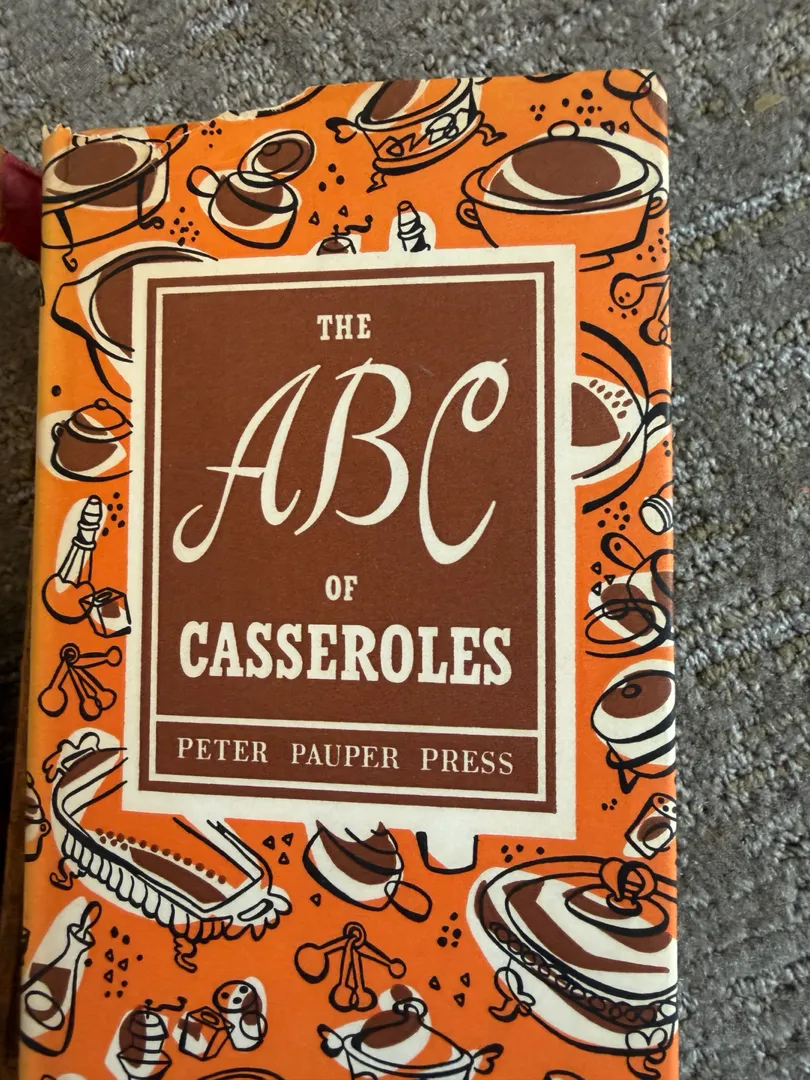 THE
ABC
OF
CASSEROLES
PETER PAUPER PRESS